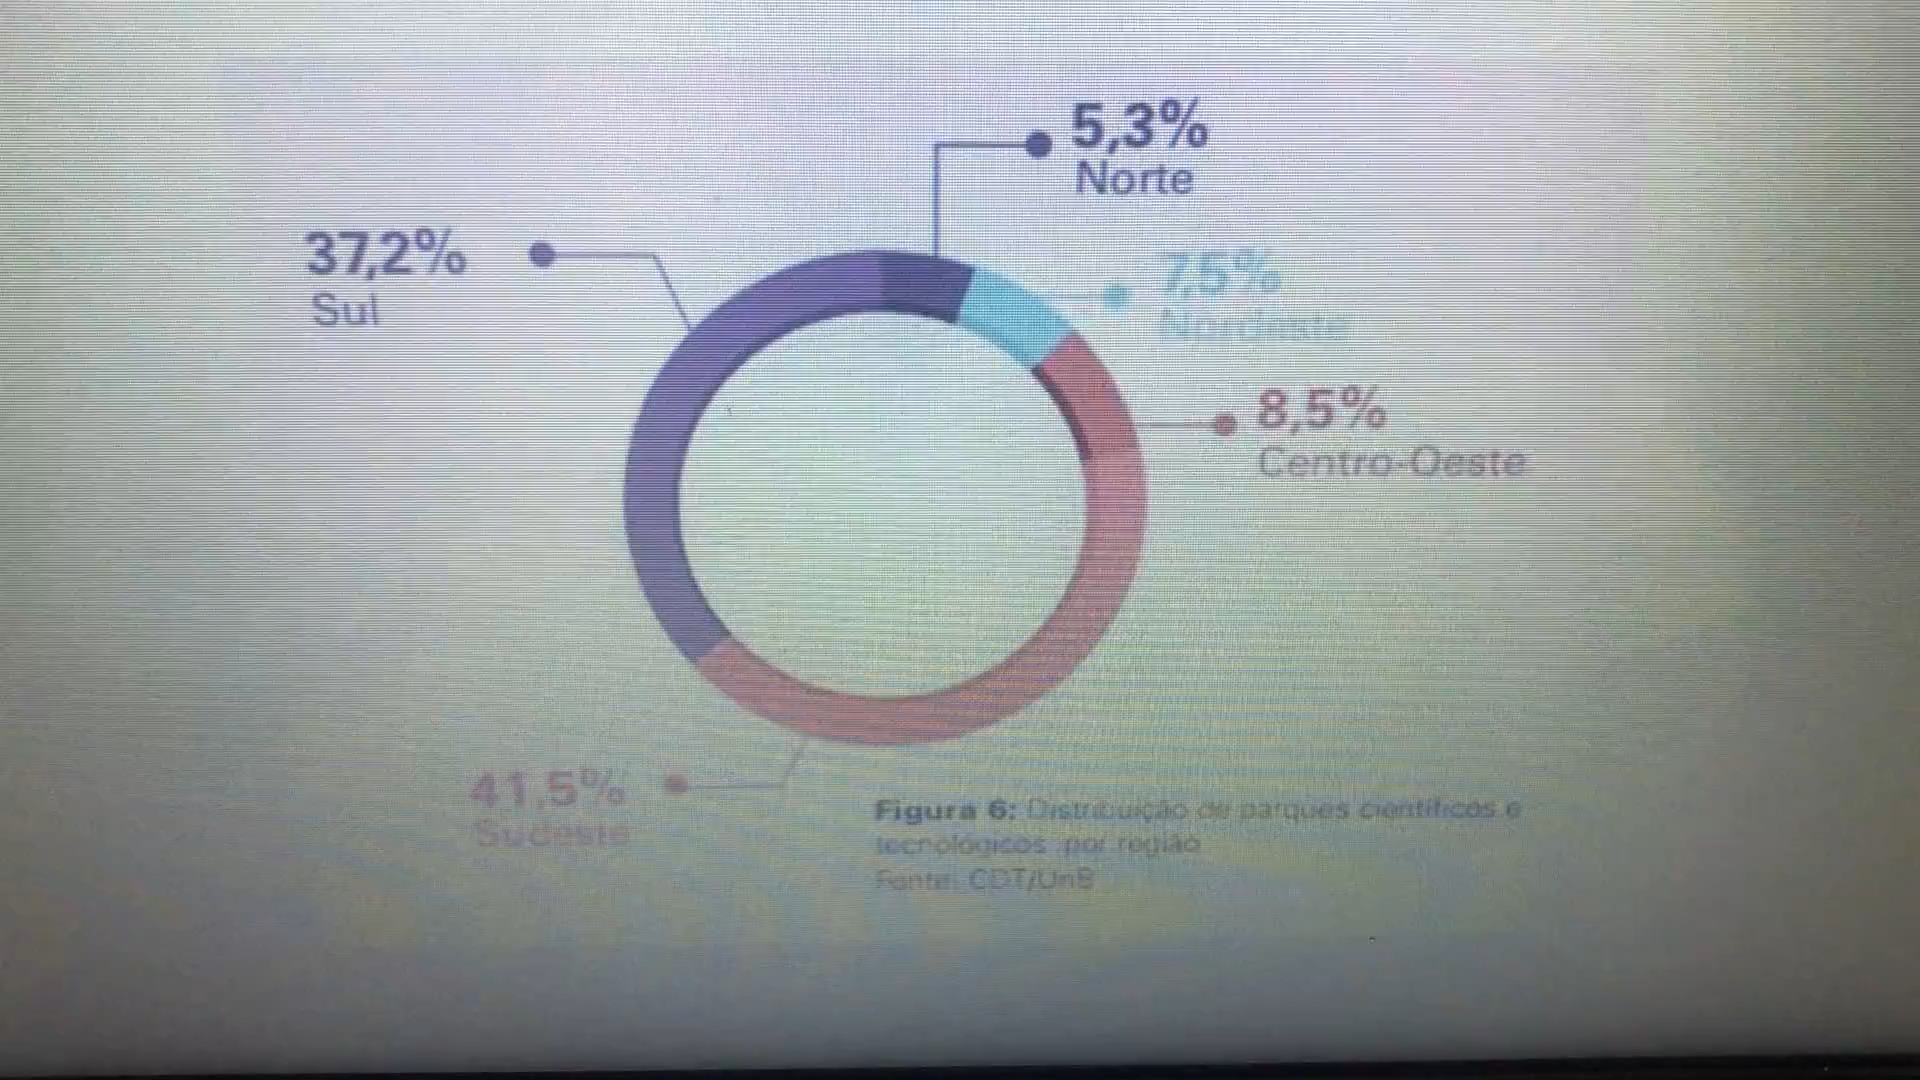 5,3%
Norte
37,2%
Sul
7,5%
Nordeste
8,5%
Centro-Oeste
41,5%
Sudeste
Figura 6: Distribuição de parques científicos e
tecnológicos por região
Fonte: CDT/UnB